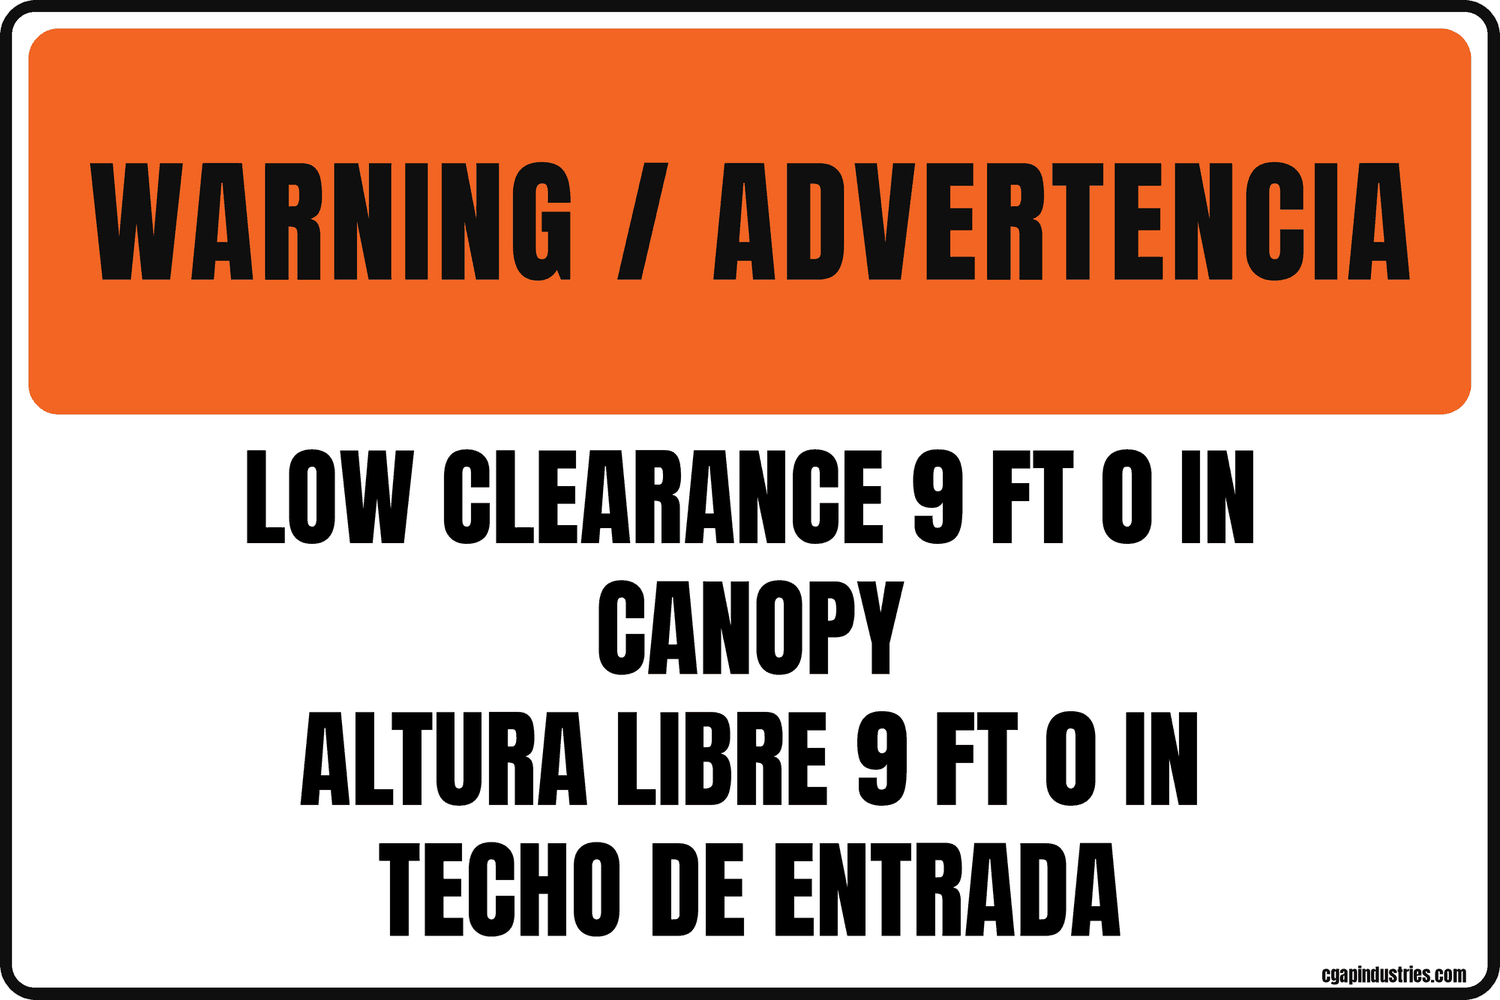 WARNING / ADVERTENCIA
LOW CLEARANCE 9 FT 0 IN
CANOPY
ALTURA LIBRE 9 FT 0 IN
TECHO DE ENTRADA
cgapindustries.com